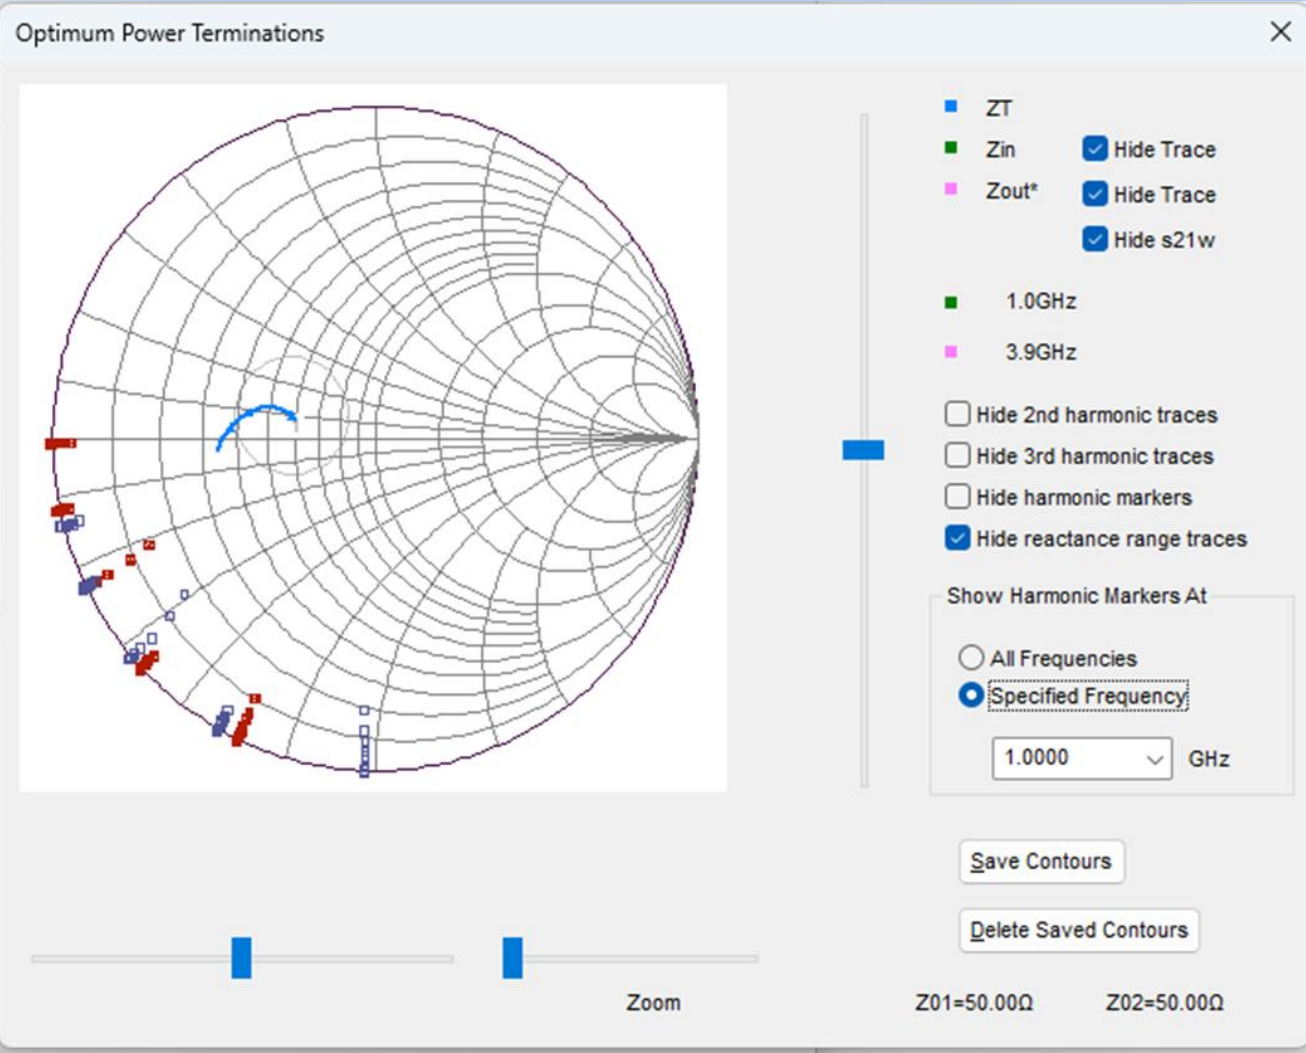 Optimum Power Terminations
ZT
Zin
Hide Trace
Zout*
Hide Trace
Hide s21w
1.0GHz
3.9GHz
Hide 2nd harmonic traces
Hide 3rd harmonic traces
Hide harmonic markers
Hide reactance range traces
Show Harmonic Markers At
All Frequencies
Specified Frequency
1.0000 GHz
Save Contours
Delete Saved Contours
Zoom
Z01=50.00Ω
Z02=50.00Ω